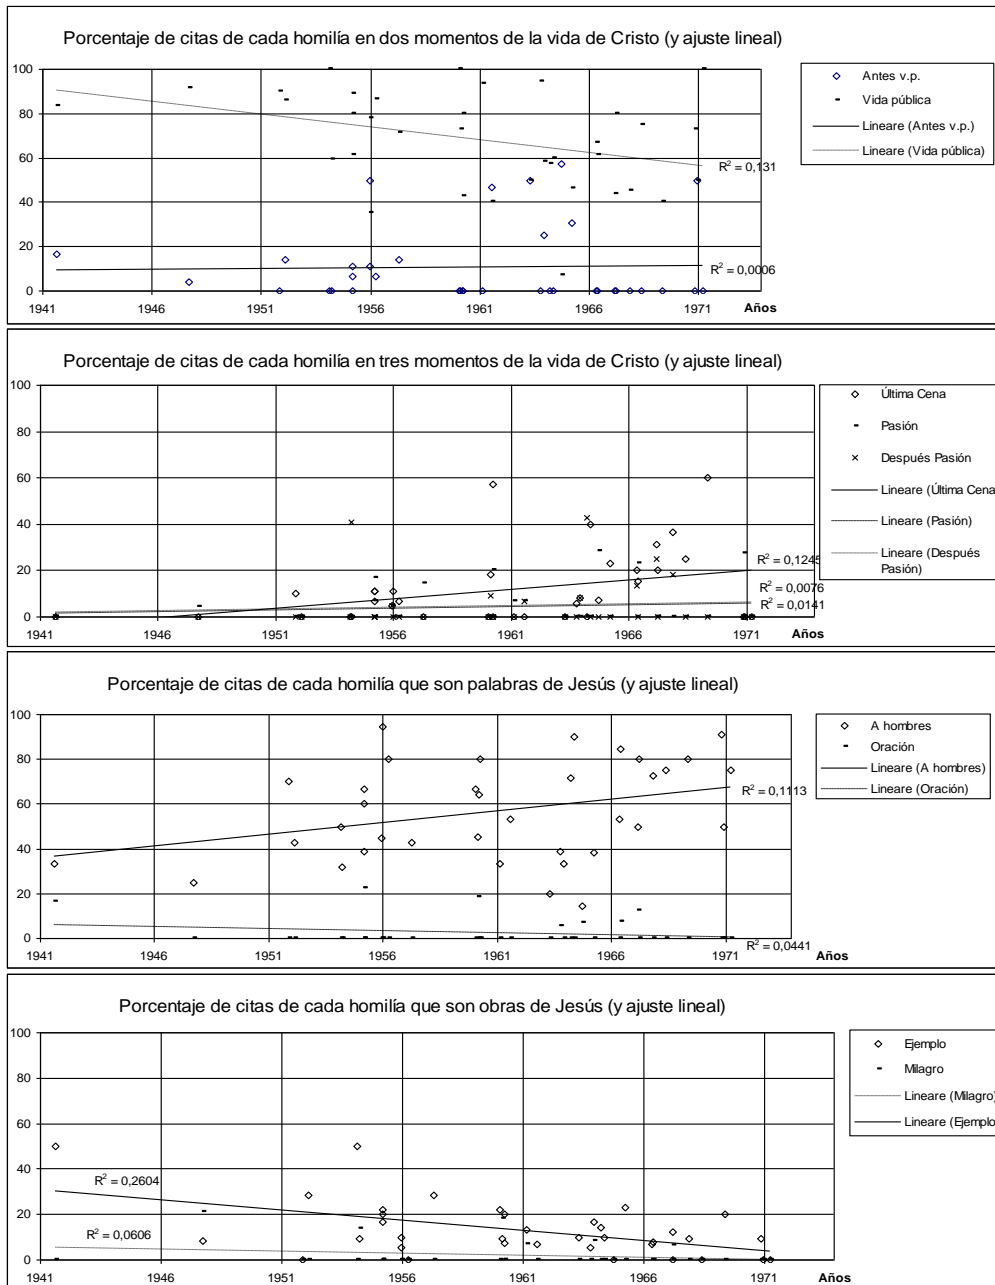 Porcentaje de citas de cada homilía en dos momentos de la vida de Cristo (y ajuste lineal)
100
80
60
40
20
0
1941 1946 1951 1956 1961 1966 1971 Años
R² = 0,131
R² = 0,0006
Antes v.p.
Vida pública
Lineare (Antes v.p.)
Lineare (Vida pública)
Porcentaje de citas de cada homilía en tres momentos de la vida de Cristo (y ajuste lineal)
100
80
60
40
20
0
1941 1946 1951 1956 1961 1966 1971 Años
R² = 0,1245
R² = 0,0076
R² = 0,0141
Última Cena
Pasión
Después Pasión
Lineare (Última Cena)
Lineare (Pasión)
Lineare (Después
Pasión)
Porcentaje de citas de cada homilía que son palabras de Jesús (y ajuste lineal)
100
80
60
40
20
0
1941 1946 1951 1956 1961 1966 1971 Años
R² = 0,1113
R² = 0,0441
A hombres
Oración
Lineare (A hombres)
Lineare (Oración)
Porcentaje de citas de cada homilía que son obras de Jesús (y ajuste lineal)
100
80
60
40
20
0
1941 1946 1951 1956 1961 1966 1971 Años
R² = 0,2604
R² = 0,0606
Ejemplo
Milagro
Lineare (Milagro)
Lineare (Ejemplo)